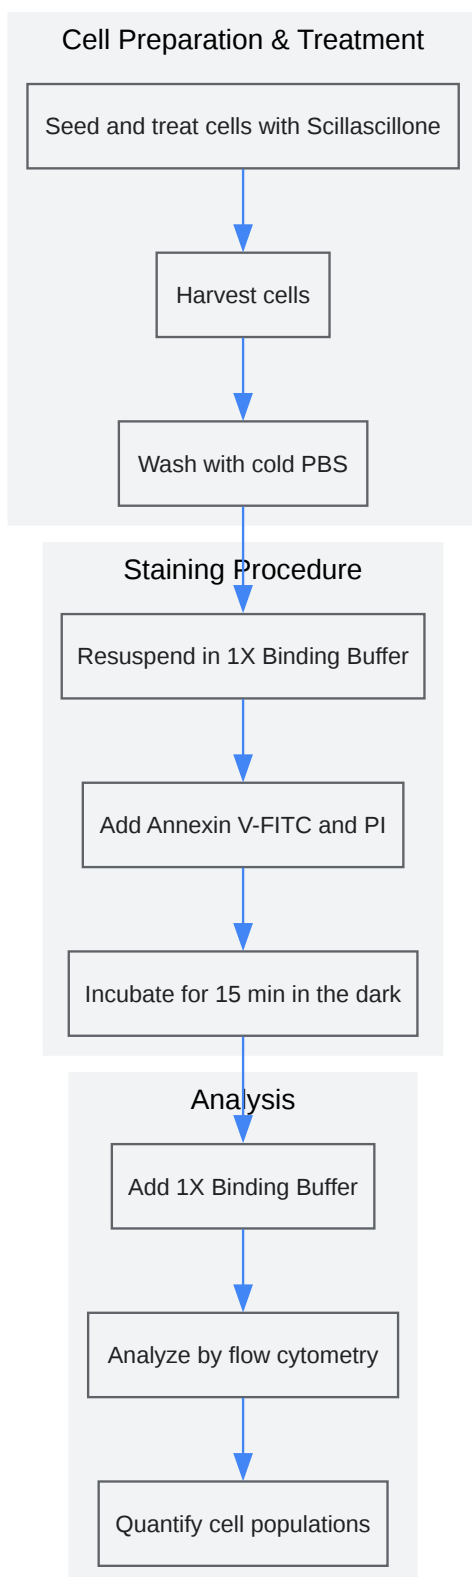 Cell Preparation & Treatment
Seed and treat cells with Scillascillone
Harvest cells
Wash with cold PBS
Staining Procedure
Resuspend in 1X Binding Buffer
Add Annexin V-FITC and PI
Incubate for 15 min in the dark
Analysis
Add 1X Binding Buffer
Analyze by flow cytometry
Quantify cell populations